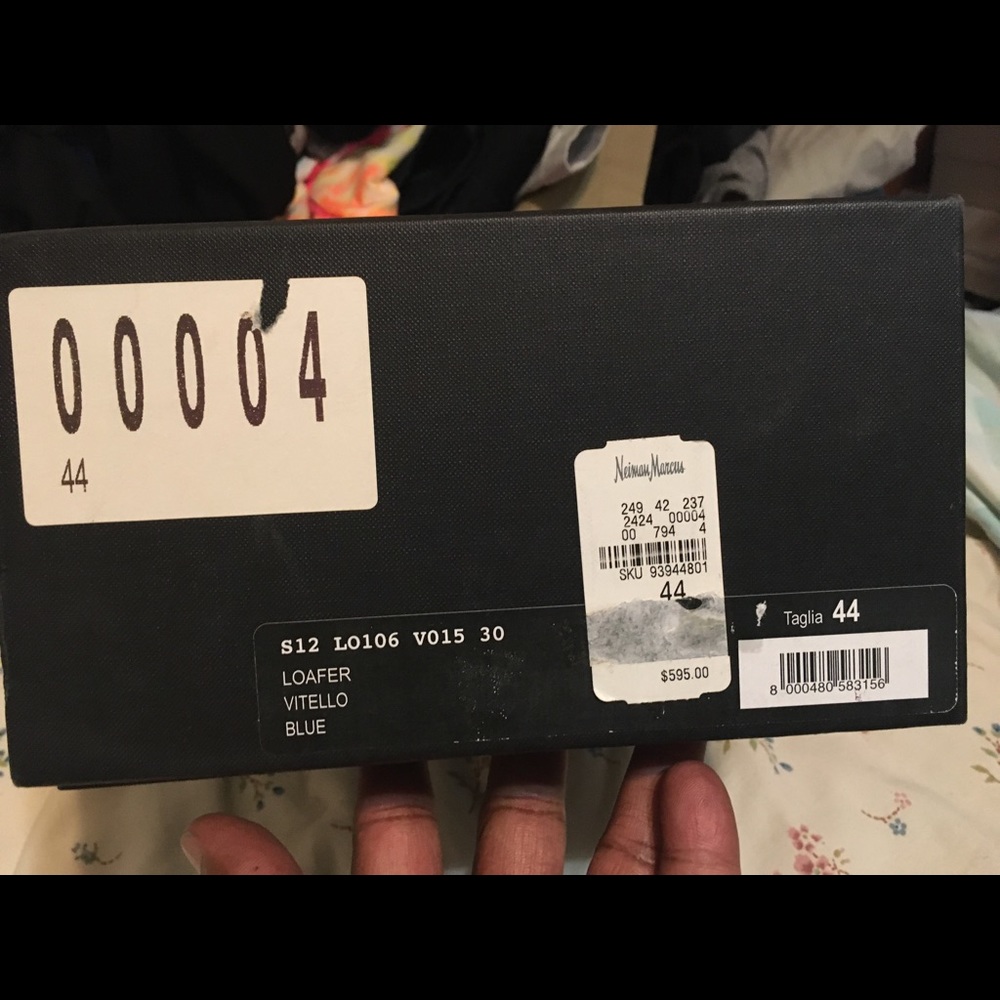 00004
44
Neiman Marcus
249 42 237
2424 00004
00 794 4
SKU 93944801
44
$595.00
S12 LO106 V015 30
LOAFER
VITELLO
BLUE
Taglia 44
8 000480 583156